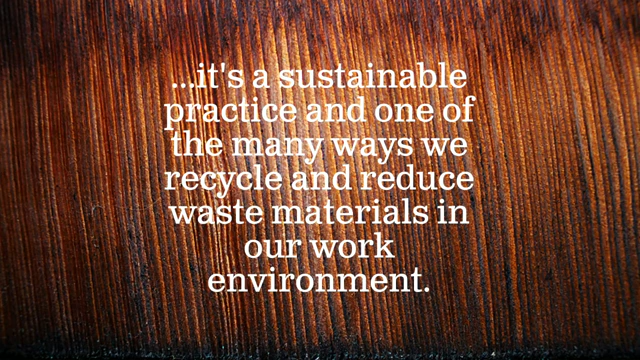 ...it's a sustainable
practice and one of
the many ways we
recycle and reduce
waste materials in
our work
environment.